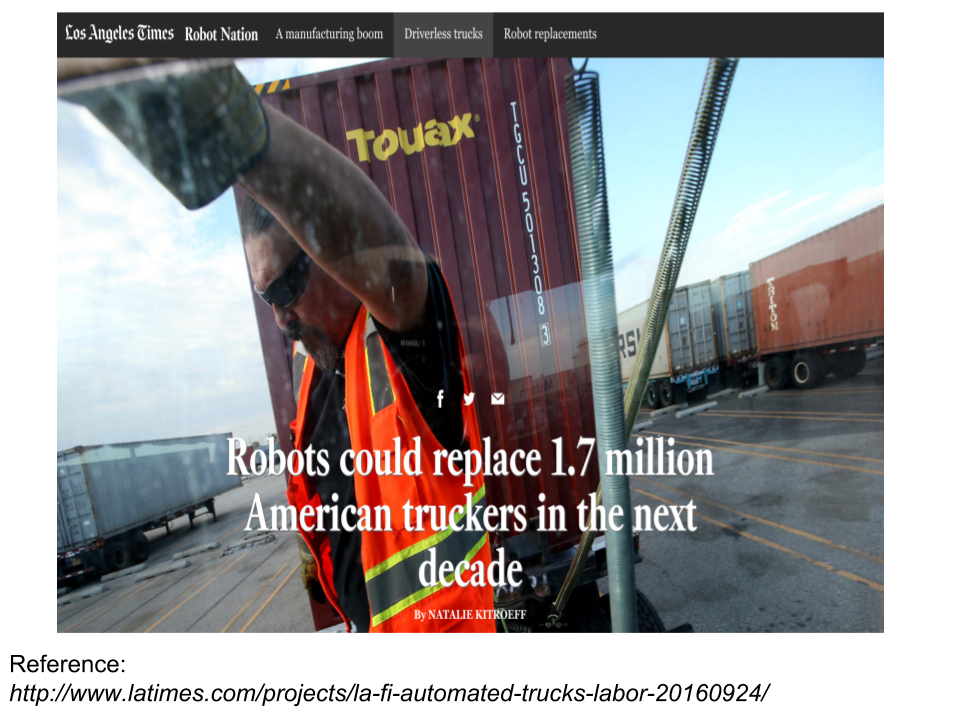 Los Angeles Times Robot Nation A manufacturing boom Driverless trucks Robot replacements
Touax
TGCU 501308 3
TRITON
Robots could replace 1.7 million
American truckers in the next
decade
By NATALIE KITROEFF
Reference:
http://www.latimes.com/projects/la-fi-automated-trucks-labor-20160924/